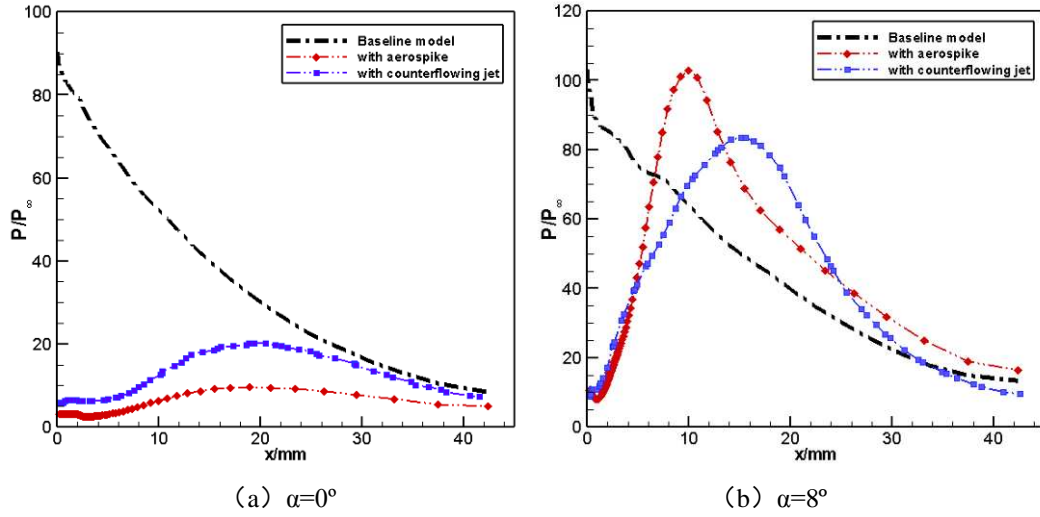 100
80
60
40
20
0
P/P∞
Baseline model
with aerospike
with counterflowing jet
0
10
20
30
40
x/mm
(a) α=0º
120
100
80
60
40
20
0
P/P∞
Baseline model
with aerospike
with counterflowing jet
0
10
20
30
40
x/mm
(b) α=8º